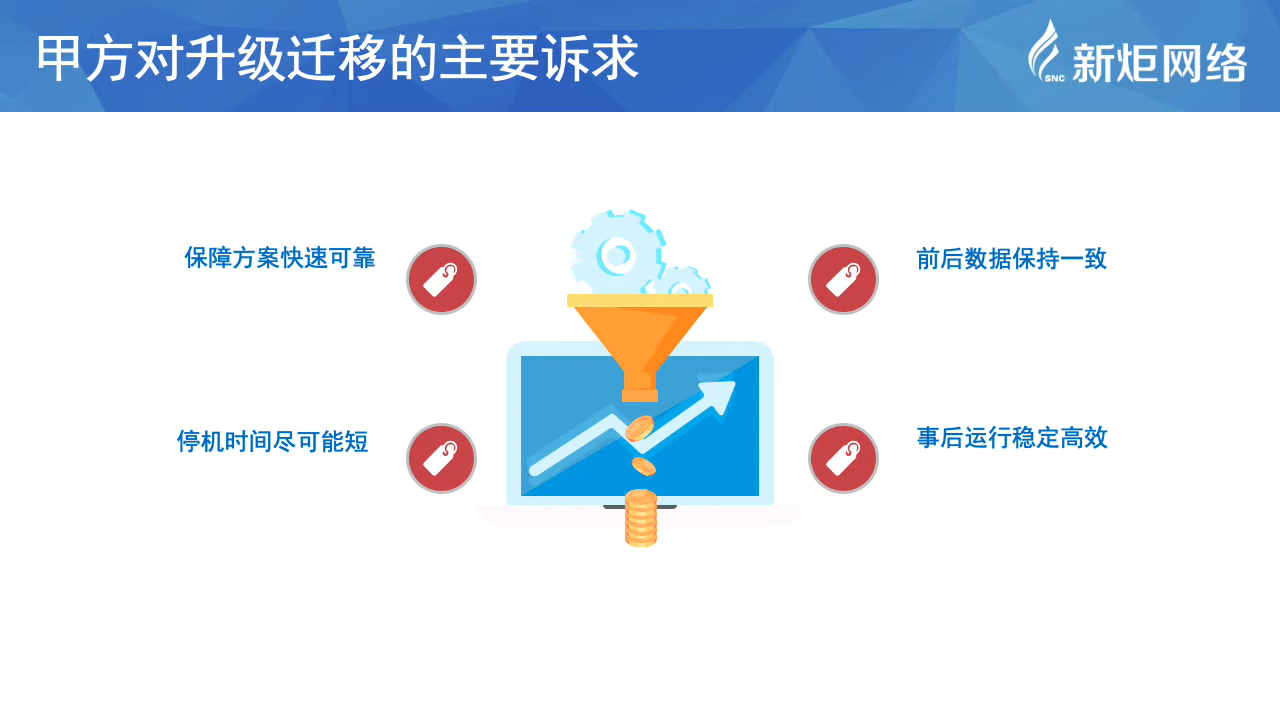 甲方对升级迁移的主要诉求
SNC 新炬网络
保障方案快速可靠
前后数据保持一致
停机时间尽可能短
事后运行稳定高效